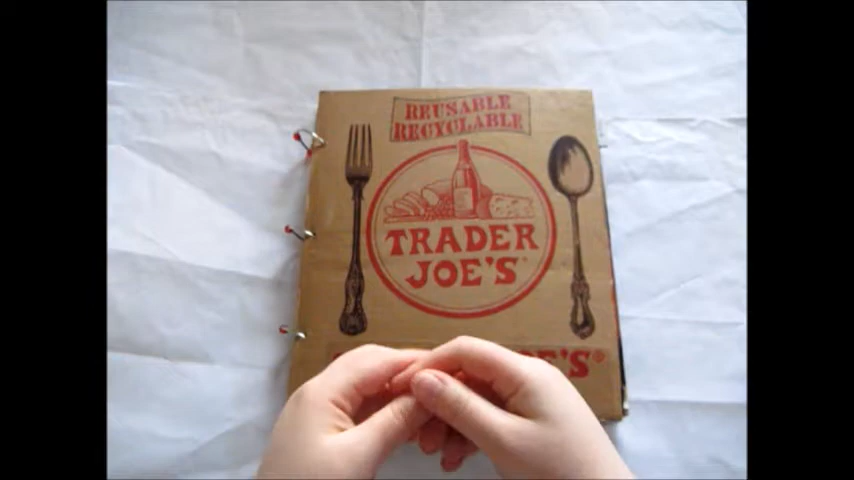 REUSABLE
RECYCLABLE
TRADER
JOE'S®
E'S®